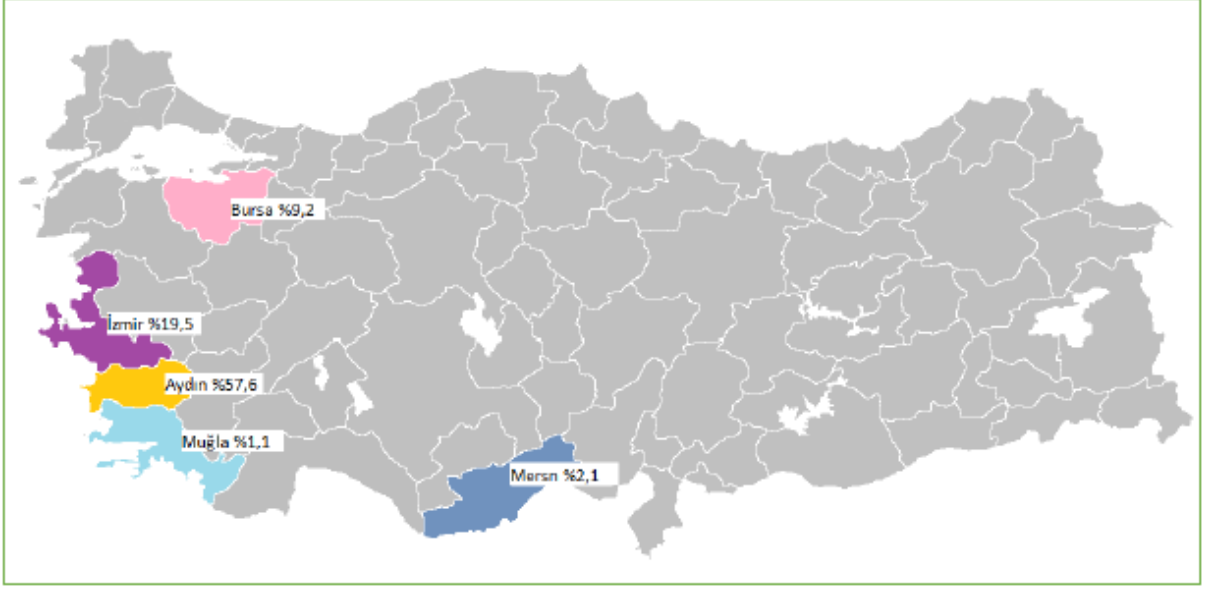 Bursa %9,2
İzmir %19,5
Aydın %57,6
Muğla %1,1
Mersn %2,1